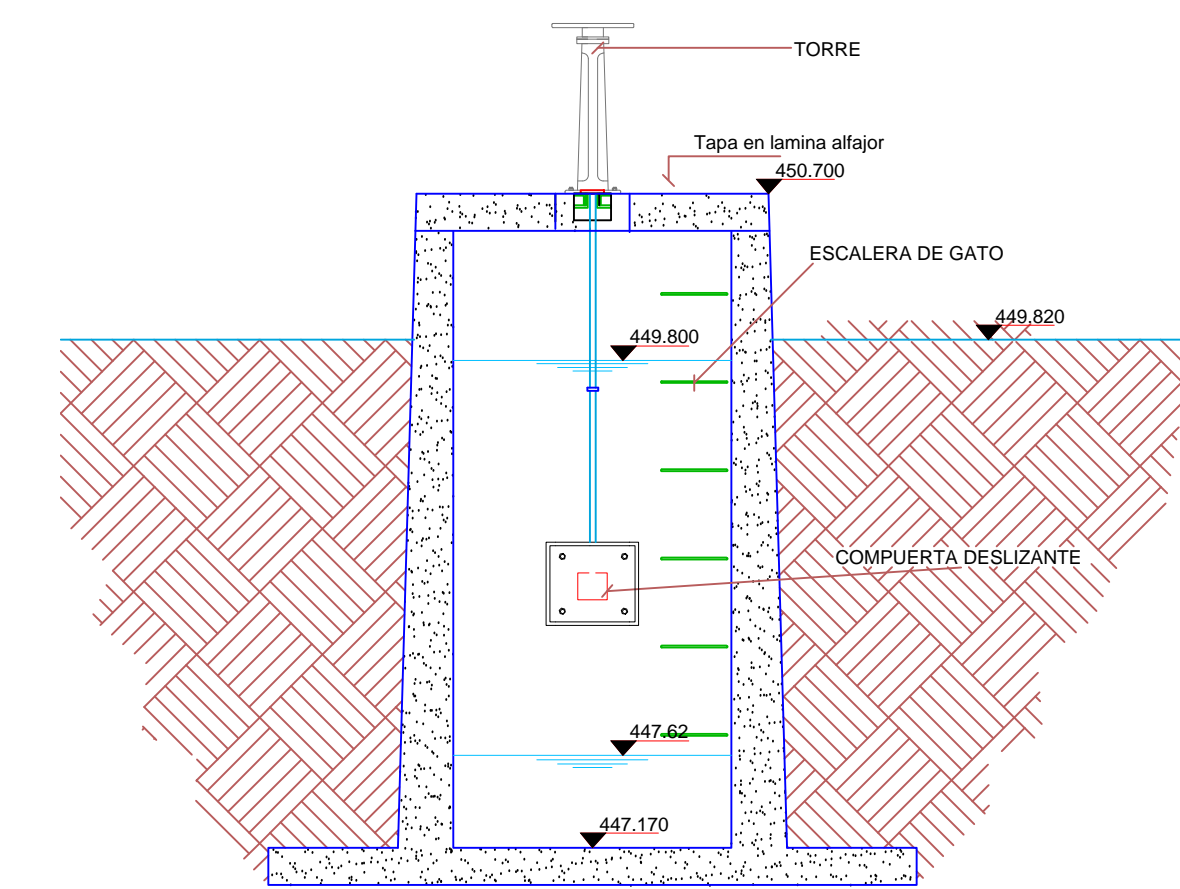 TORRE
Tapa en lamina alfajor
450.700
ESCALERA DE GATO
449.820
449.800
COMPUERTA DESLIZANTE
447.62
447.170